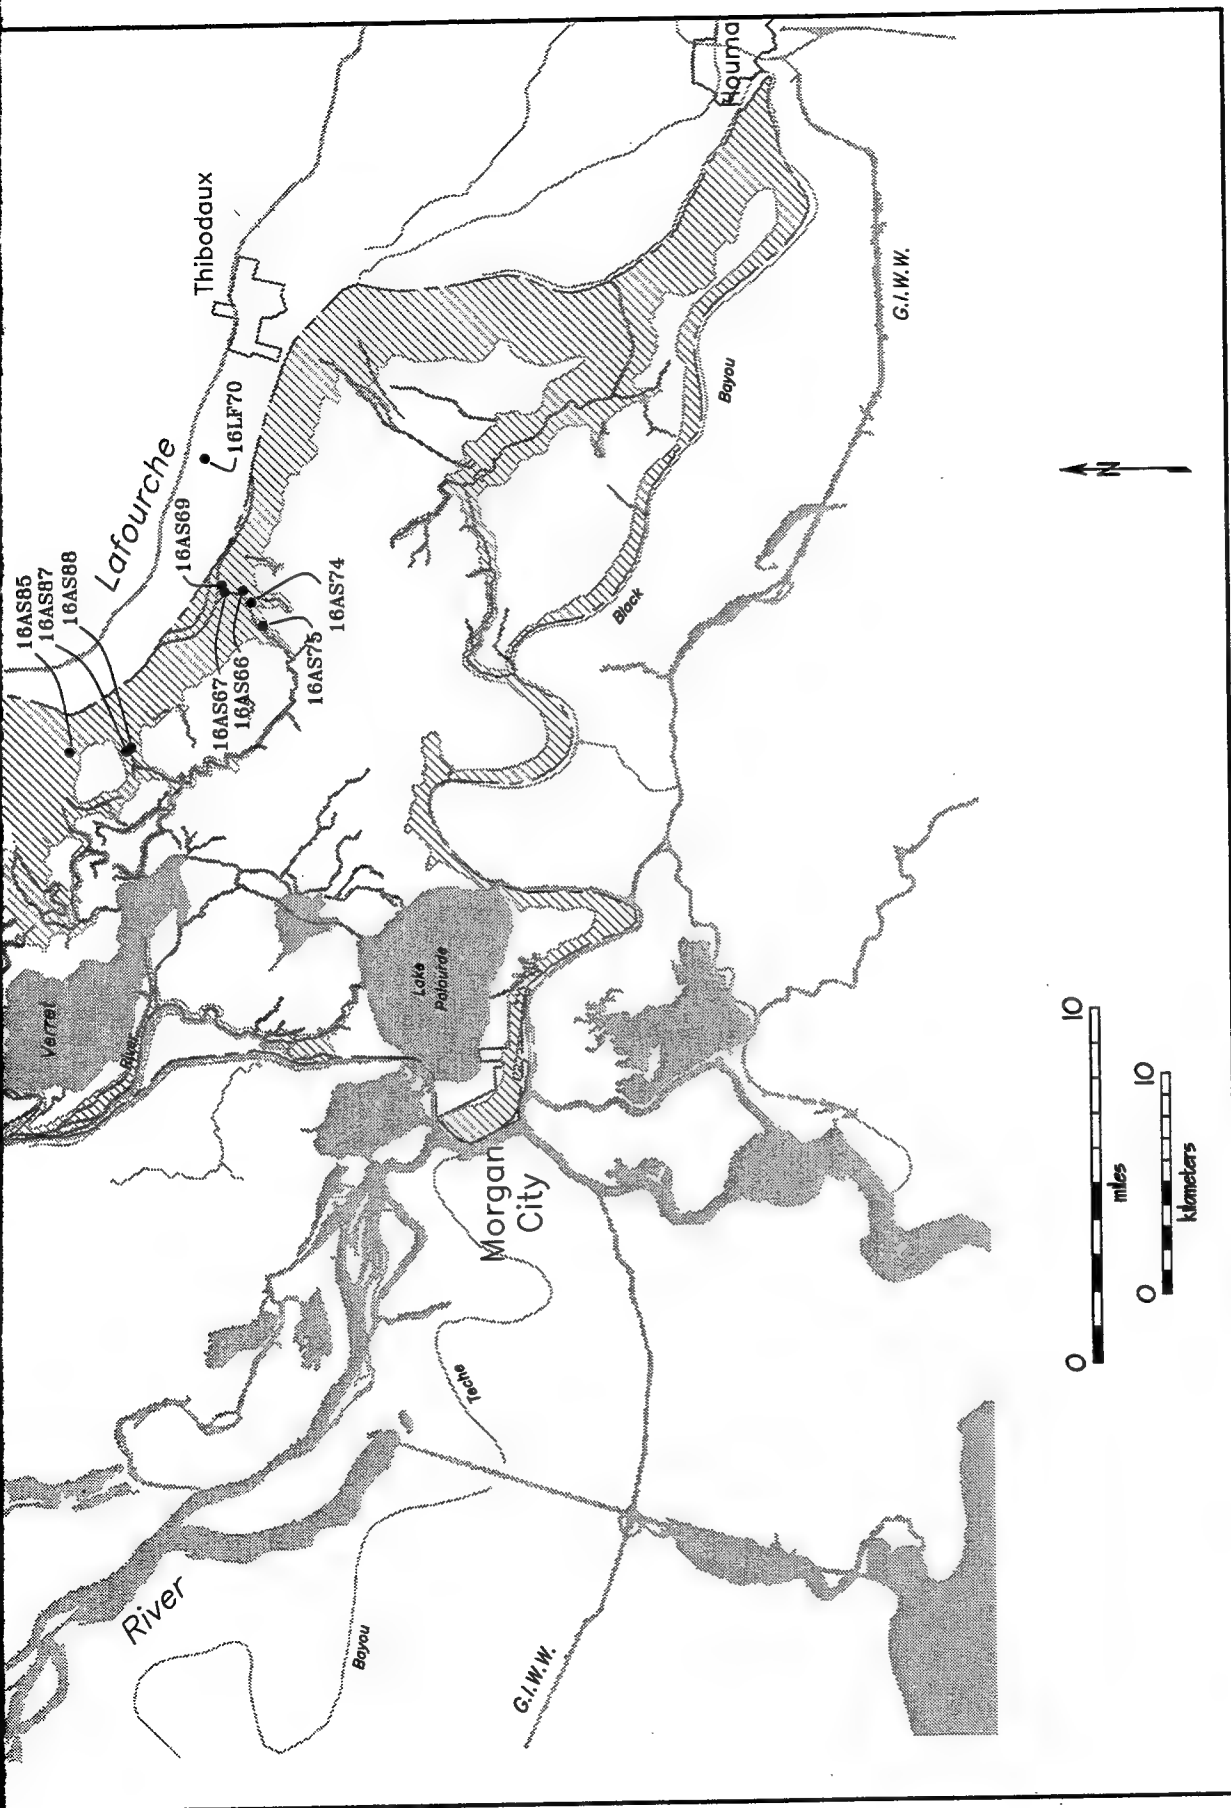 Houma
Thibodaux
G.I.W.W.
Bayou
16LF70
Lafourche
16AS69
16AS85
16AS87
16AS88
16AS74
16AS75
16AS66
16AS67
Black
N
Verret
River
Lake
Palourde
Morgan
City
Teche
River
Bayou
G.I.W.W.
0
10
miles
0
10
kilometers